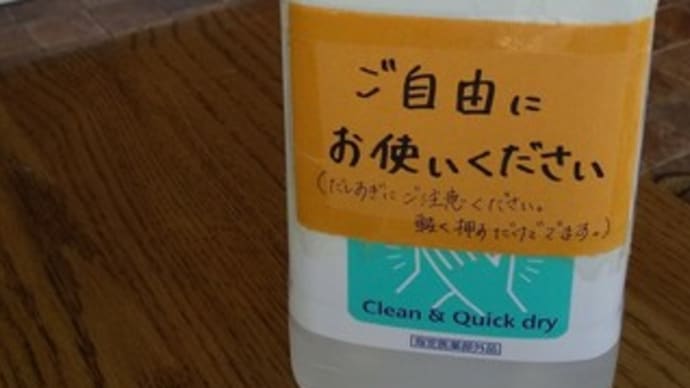 ご自由に
お使いください
(だしすぎにご注意ください。
軽く押すだけででます。)
Clean & Quick dry
指定医薬部外品